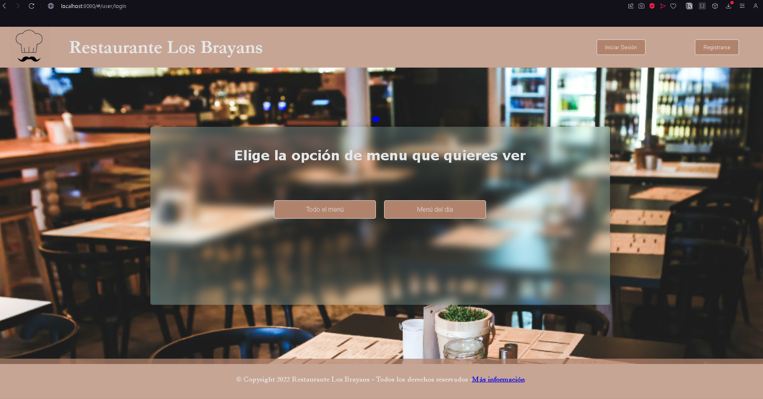 localhost:8080/#/user/login
Restaurante Los Brayans
Iniciar Sesión
Registrarse
Elige la opción de menu que quieres ver
Todo el menú
Menú del día
© Copyright 2022 Restaurante Los Brayans - Todos los derechos reservados Más información